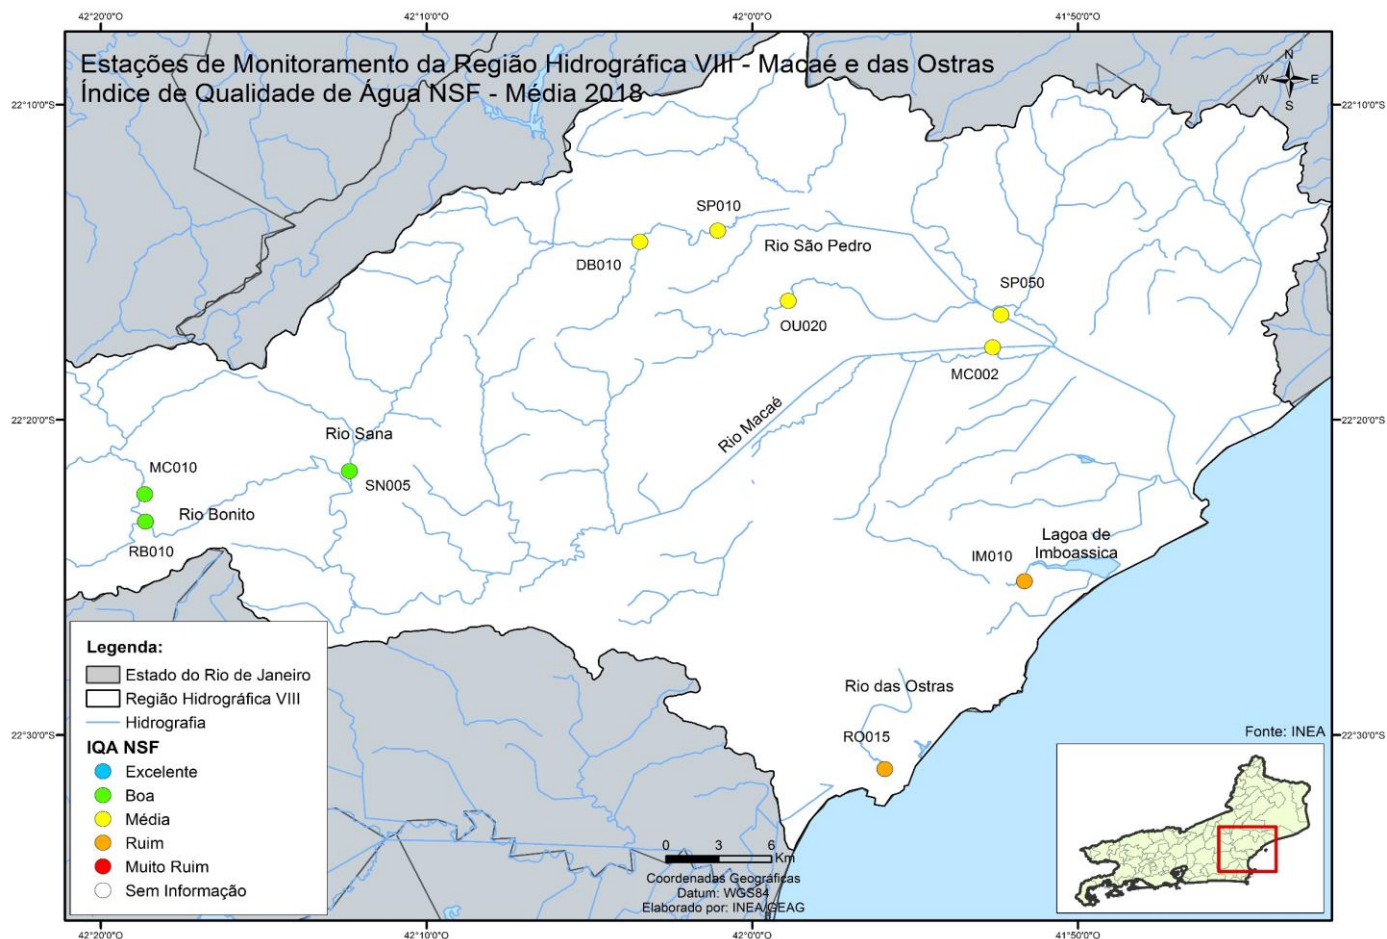 42°20'0"O 42°10'0"O 42°0'0"O 41°50'0"O
Estações de Monitoramento da Região Hidrográfica VIII - Macaé e das Ostras
Índice de Qualidade de Água NSF - Média 2018
N
W E
S
22°10'0"S 22°10'0"S
SP010
Rio São Pedro
DB010
SP050
OU020
MC002
22°20'0"S 22°20'0"S
Rio Macaé
Rio Sana
MC010
SN005
Rio Bonito
RB010
Lagoa de
Imboassica
IM010
Rio das Ostras
RO015
22°30'0"S 22°30'0"S
Legenda:
Estado do Rio de Janeiro
Região Hidrográfica VIII
Hidrografia
IQA NSF
Excelente
Boa
Média
Ruim
Muito Ruim
Sem Informação
Fonte: INEA
0 3 6
Km
Coordenadas Geográficas
Datum: WGS84
Elaborado por: INEA/GEAG
42°20'0"O 42°10'0"O 42°0'0"O 41°50'0"O